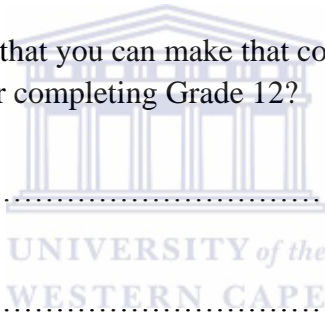 that you can make that co
r completing Grade 12?
................................
UNIVERSITY of the
................................
WESTERN CAPE